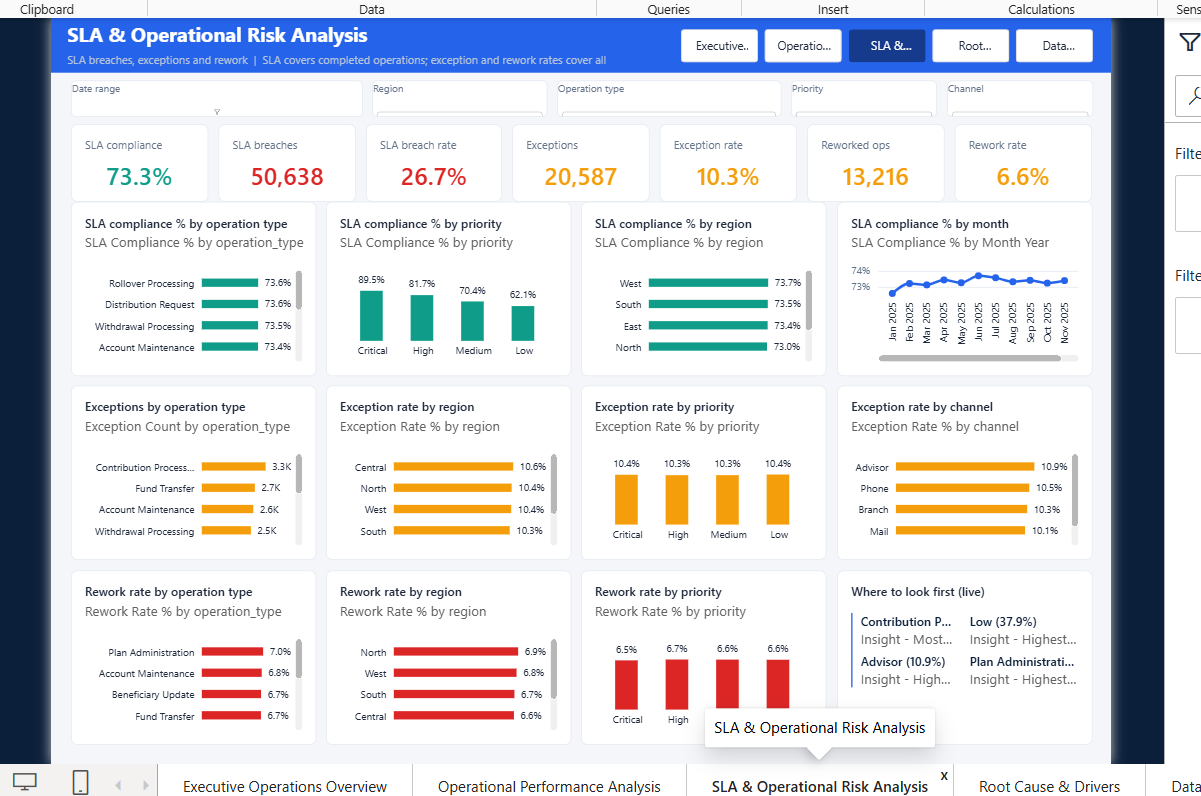 Clipboard Data Queries Insert Calculations Sens
SLA & Operational Risk Analysis
SLA breaches, exceptions and rework | SLA covers completed operations; exception and rework rates cover all
Executive.. Operatio... SLA &... Root... Data...
Date range Region Operation type Priority Channel
SLA compliance SLA breaches SLA breach rate Exceptions Exception rate Reworked ops Rework rate
73.3% 50,638 26.7% 20,587 10.3% 13,216 6.6%
Filte
Filte
SLA compliance % by operation type
SLA Compliance % by operation_type
Rollover Processing 73.6%
Distribution Request 73.6%
Withdrawal Processing 73.5%
Account Maintenance 73.4%
SLA compliance % by priority
SLA Compliance % by priority
89.5% 81.7% 70.4% 62.1%
Critical High Medium Low
SLA compliance % by region
SLA Compliance % by region
West 73.7%
South 73.5%
East 73.4%
North 73.0%
SLA compliance % by month
SLA Compliance % by Month Year
74%
73%
Jan 2025 Feb 2025 Mar 2025 Apr 2025 May 2025 Jun 2025 Jul 2025 Aug 2025 Sep 2025 Oct 2025 Nov 2025
Exceptions by operation type
Exception Count by operation_type
Contribution Process... 3.3K
Fund Transfer 2.7K
Account Maintenance 2.6K
Withdrawal Processing 2.5K
Exception rate by region
Exception Rate % by region
Central 10.6%
North 10.4%
West 10.4%
South 10.3%
Exception rate by priority
Exception Rate % by priority
10.4% 10.3% 10.3% 10.4%
Critical High Medium Low
Exception rate by channel
Exception Rate % by channel
Advisor 10.9%
Phone 10.5%
Branch 10.3%
Mail 10.1%
Rework rate by operation type
Rework Rate % by operation_type
Plan Administration 7.0%
Account Maintenance 6.8%
Beneficiary Update 6.7%
Fund Transfer 6.7%
Rework rate by region
Rework Rate % by region
North 6.9%
West 6.8%
South 6.7%
Central 6.6%
Rework rate by priority
Rework Rate % by priority
6.5% 6.7% 6.6% 6.6%
Critical High
Where to look first (live)
Contribution P... Low (37.9%)
Insight - Most... Insight - Highest...
Advisor (10.9%) Plan Administrati...
Insight - High... Insight - Highest...
SLA & Operational Risk Analysis
Executive Operations Overview Operational Performance Analysis SLA & Operational Risk Analysis x Root Cause & Drivers Data